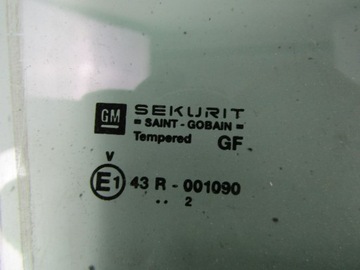 GM SEKURIT
SAINT - GOBAIN
Tempered GF
V
E1 43 R - 001090
.. 2